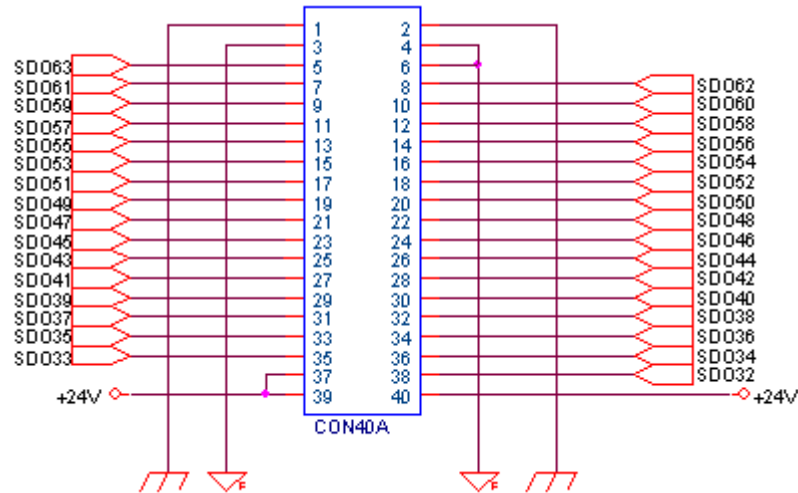 1 2
3 4
SDO63 5 6
SDO61 7 8 SDO62
SDO59 9 10 SDO60
SDO57 11 12 SDO58
SDO55 13 14 SDO56
SDO53 15 16 SDO54
SDO51 17 18 SDO52
SDO49 19 20 SDO50
SDO47 21 22 SDO48
SDO45 23 24 SDO46
SDO43 25 26 SDO44
SDO41 27 28 SDO42
SDO39 29 30 SDO40
SDO37 31 32 SDO38
SDO35 33 34 SDO36
SDO33 35 36 SDO34
37 38 SDO32
+24V 39 40 +24V
CON40A
F F